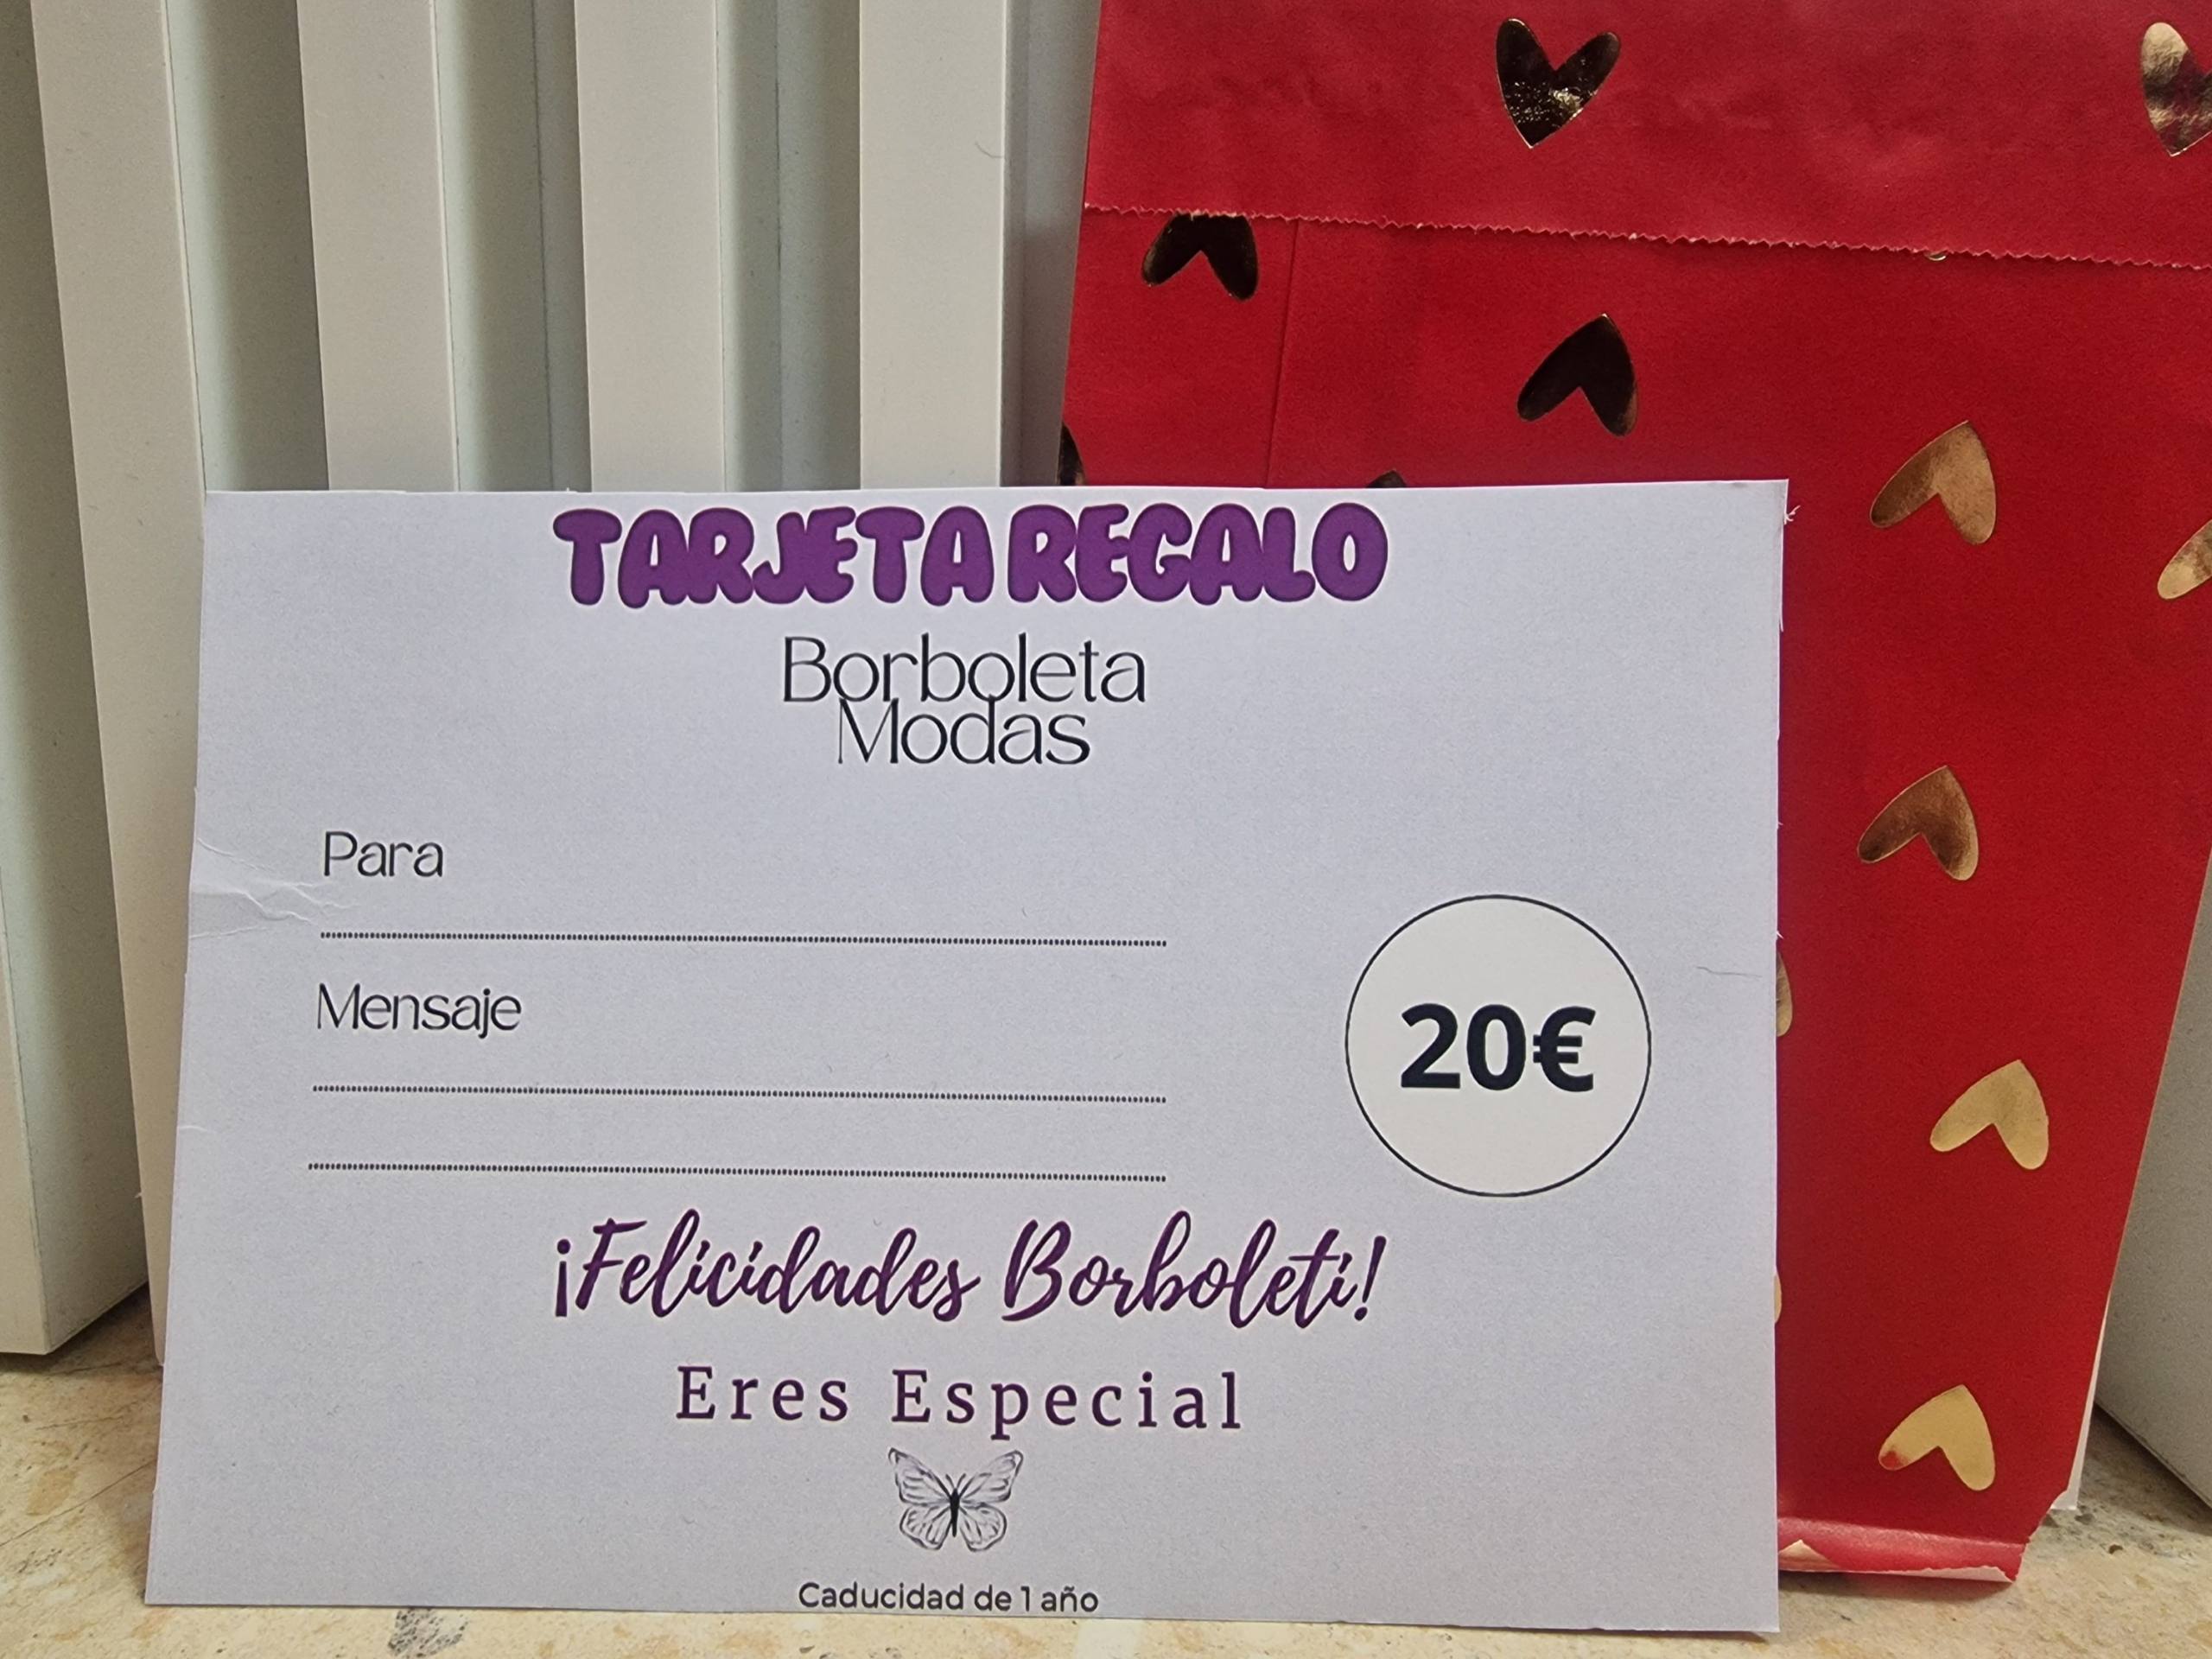 TARJETA REGALO
Borboleta
Modas
Para
Mensaje
20€
¡Felicidades Borboleti!
Eres Especial
Caducidad de 1 año